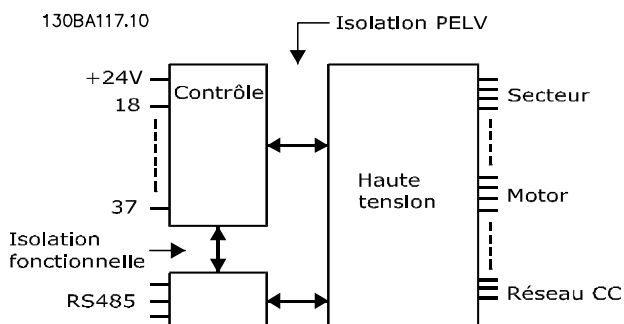 130BA117.10
Isolation PELV
+24V
Contrôle
18
Secteur
Haute
tension
37
Motor
Isolation
fonctionnelle
RS485
Réseau CC